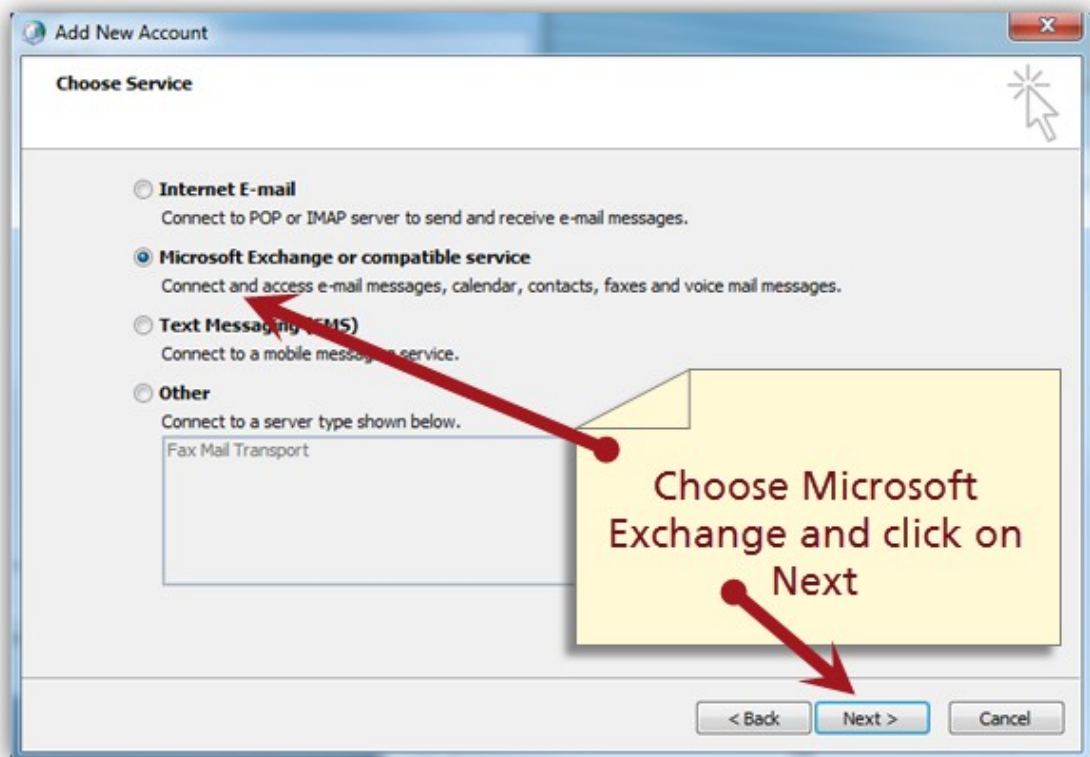 Add New Account
Choose Service
Internet E-mail
Connect to POP or IMAP server to send and receive e-mail messages.
Microsoft Exchange or compatible service
Connect and access e-mail messages, calendar, contacts, faxes and voice mail messages.
Text Messaging (SMS)
Connect to a mobile messaging service.
Other
Connect to a server type shown below.
Fax Mail Transport
Choose Microsoft
Exchange and click on
Next
< Back
Next >
Cancel